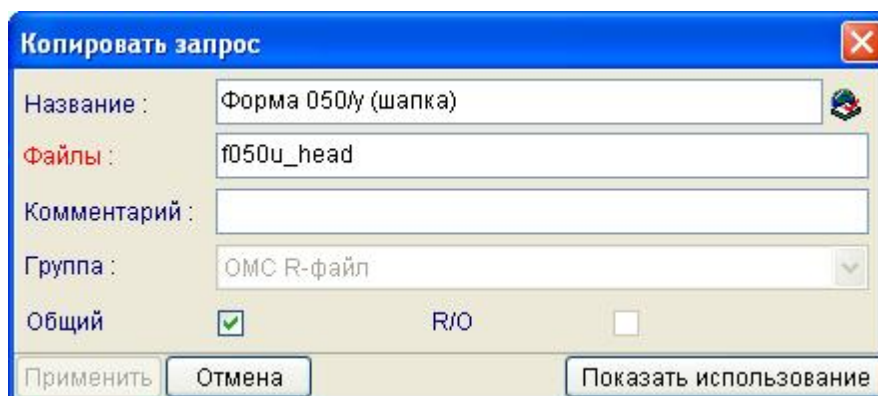 Копировать запрос
Название : Форма 050/у (шапка)
Файлы : f050u_head
Комментарий :
Группа : ОМС R-файл
Общий R/O
Применить Отмена Показать использование